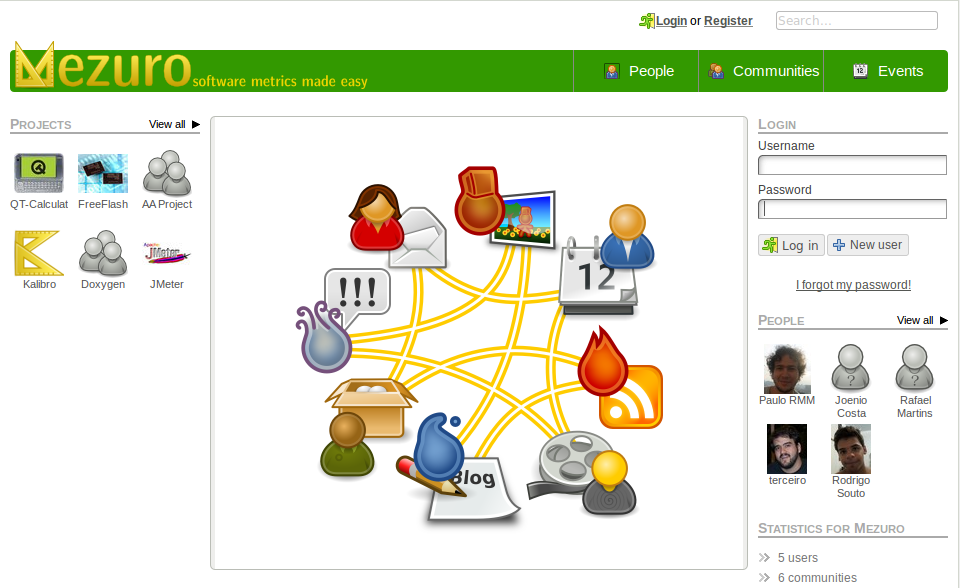 Login or Register
Search...
Mezuro software metrics made easy
People
Communities
Events
PROJECTS
View all
QT-Calculat
FreeFlash
AA Project
Kalibro
Doxygen
Apache
JMeter
JMeter
!!!
12
Blog
LOGIN
Username
Password
Log in
New user
I forgot my password!
PEOPLE
View all
Paulo RMM
Joenio
Costa
Rafael
Martins
terceiro
Rodrigo
Souto
STATISTICS FOR MEZURO
5 users
6 communities